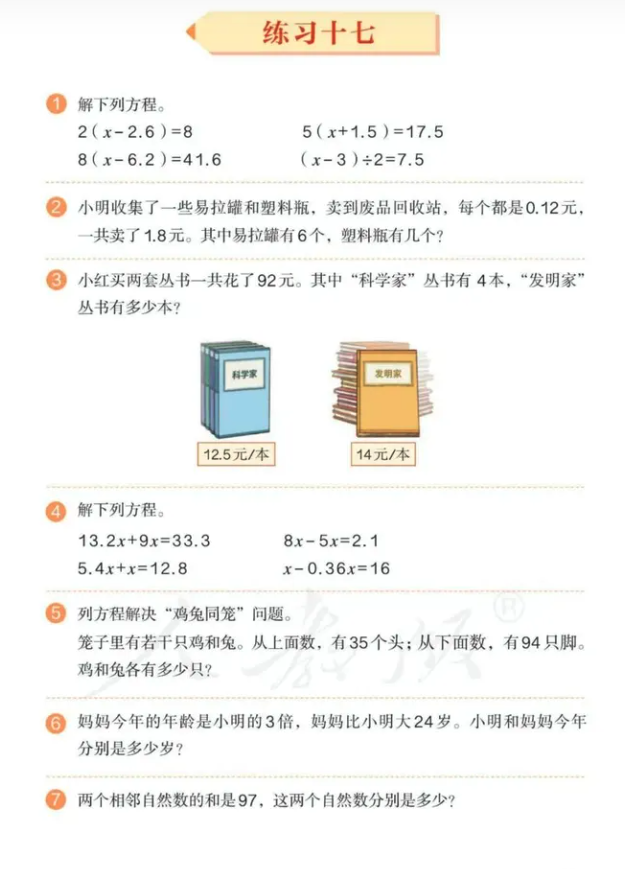 练习十七
1 解下列方程。
2(x-2.6)=8 5(x+1.5)=17.5
8(x-6.2)=41.6 (x-3)÷2=7.5
2 小明收集了一些易拉罐和塑料瓶，卖到废品回收站，每个都是0.12元，
一共卖了1.8元。其中易拉罐有6个，塑料瓶有几个？
3 小红买两套丛书一共花了92元。其中“科学家”丛书有 4本，“发明家”
丛书有多少本？
科学家 发明家
12.5元/本 14元/本
4 解下列方程。
13.2x+9x=33.3 8x-5x=2.1
5.4x+x=12.8 x-0.36x=16
5 列方程解决“鸡兔同笼”问题。
笼子里有若干只鸡和兔。从上面数，有35个头；从下面数，有94只脚。
鸡和兔各有多少只？
6 妈妈今年的年龄是小明的3倍，妈妈比小明大24岁。小明和妈妈今年
分别是多少岁？
7 两个相邻自然数的和是97，这两个自然数分别是多少？